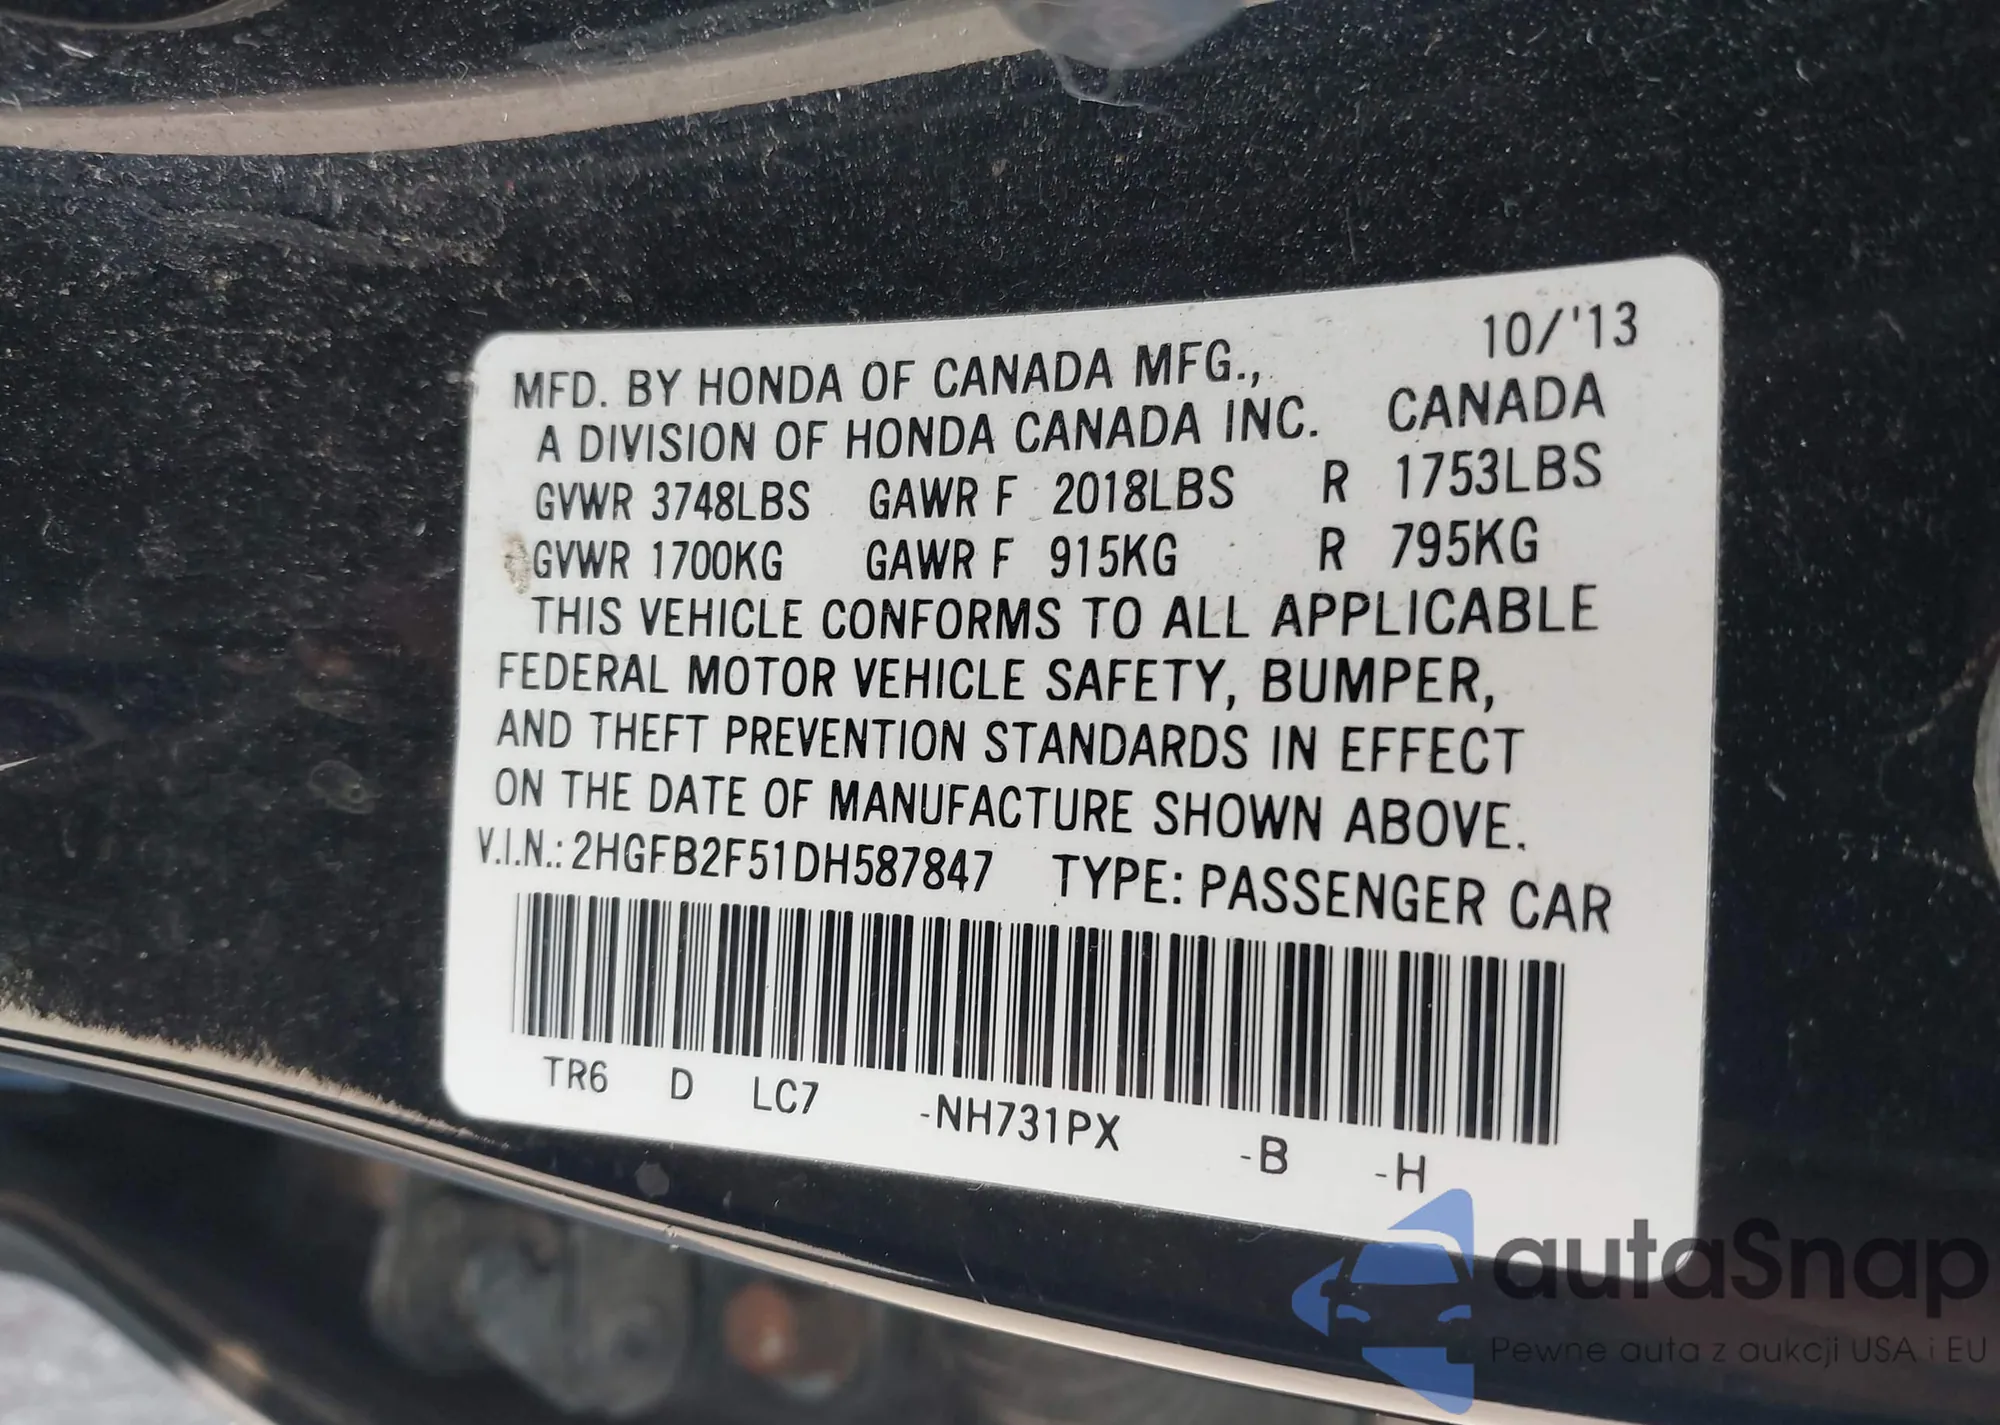 10/'13
MFD. BY HONDA OF CANADA MFG.,
A DIVISION OF HONDA CANADA INC. CANADA
GVWR 3748LBS GAWR F 2018LBS R 1753LBS
GVWR 1700KG GAWR F 915KG R 795KG
THIS VEHICLE CONFORMS TO ALL APPLICABLE
FEDERAL MOTOR VEHICLE SAFETY, BUMPER,
AND THEFT PREVENTION STANDARDS IN EFFECT
ON THE DATE OF MANUFACTURE SHOWN ABOVE.
V.I.N.: 2HGFB2F51DH587847 TYPE: PASSENGER CAR
TR6 D LC7 -NH731PX -B -H
autaSnap
Pewne auta z aukcji USA i EU